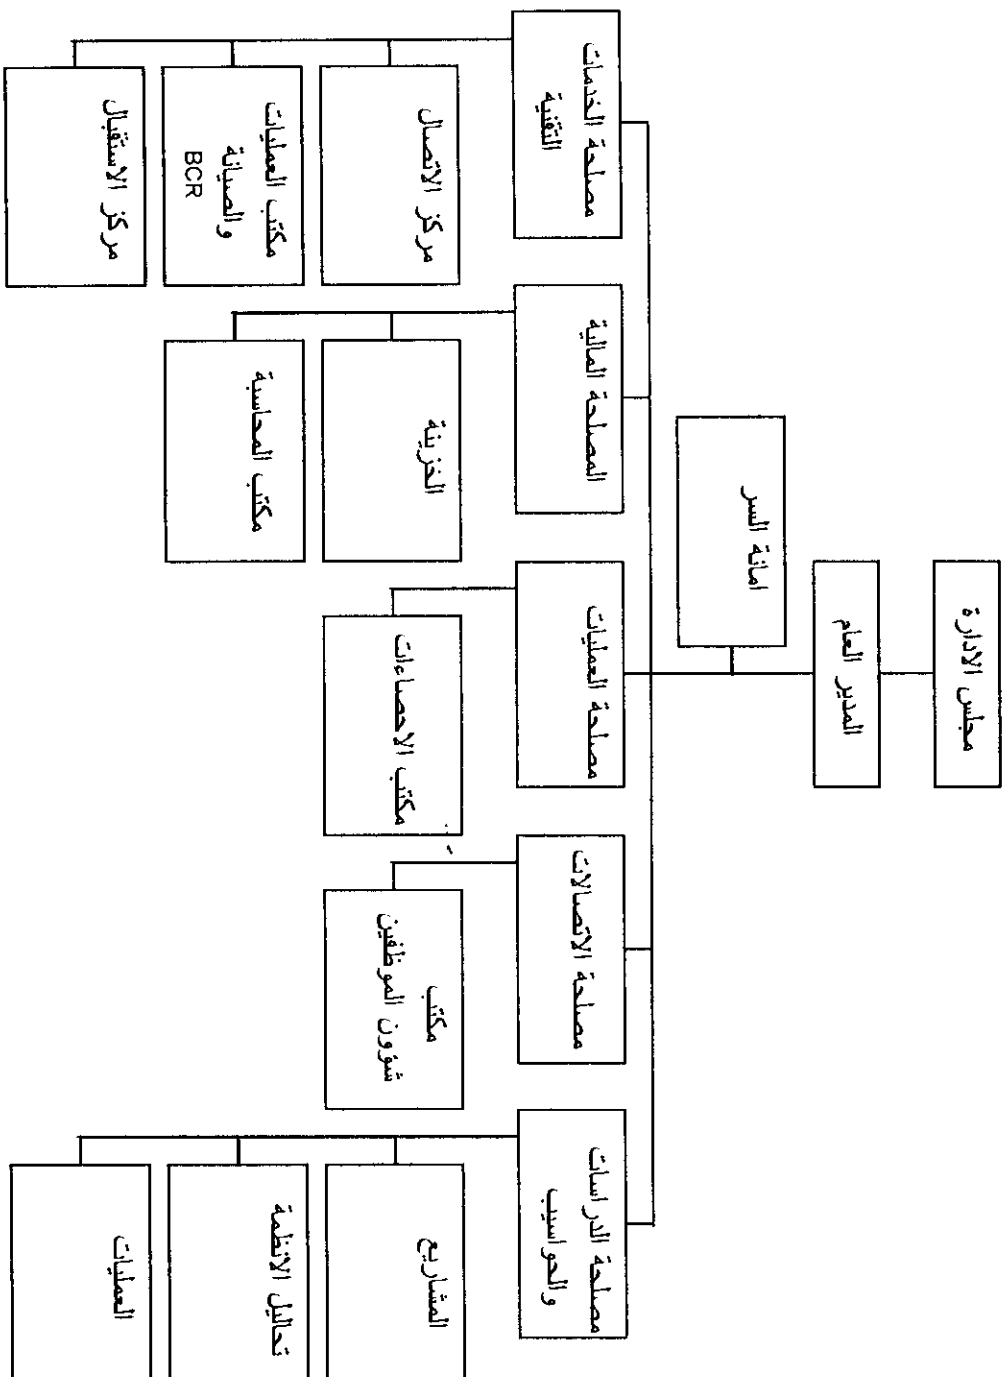 مجلس الادارة
المدير العام
امانة السر
مصلحة الدراسات
والحواسيب
المشاريع
تحاليل الانظمة
العمليات
مصلحة الاتصالات
مكتب
شؤون الموظفين
مصلحة العمليات
مكتب الاحصاءات
المصلحة المالية
الخزينة
مكتب المحاسبة
مصلحة الخدمات
التقنية
مركز الاتصال
مكتب العمليات
والصيانة
BCR
مركز الاستقبال